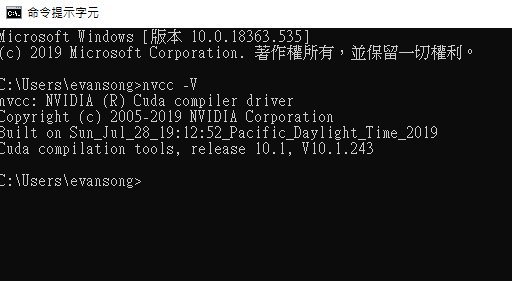 命令提示字元
Microsoft Windows [版本 10.0.18363.535]
(c) 2019 Microsoft Corporation. 著作權所有，並保留一切權利。
C:\Users\evansong>nvcc -V
nvcc: NVIDIA (R) Cuda compiler driver
Copyright (c) 2005-2019 NVIDIA Corporation
Built on Sun_Jul_28_19:12:52_Pacific_Daylight_Time_2019
Cuda compilation tools, release 10.1, V10.1.243
C:\Users\evansong>